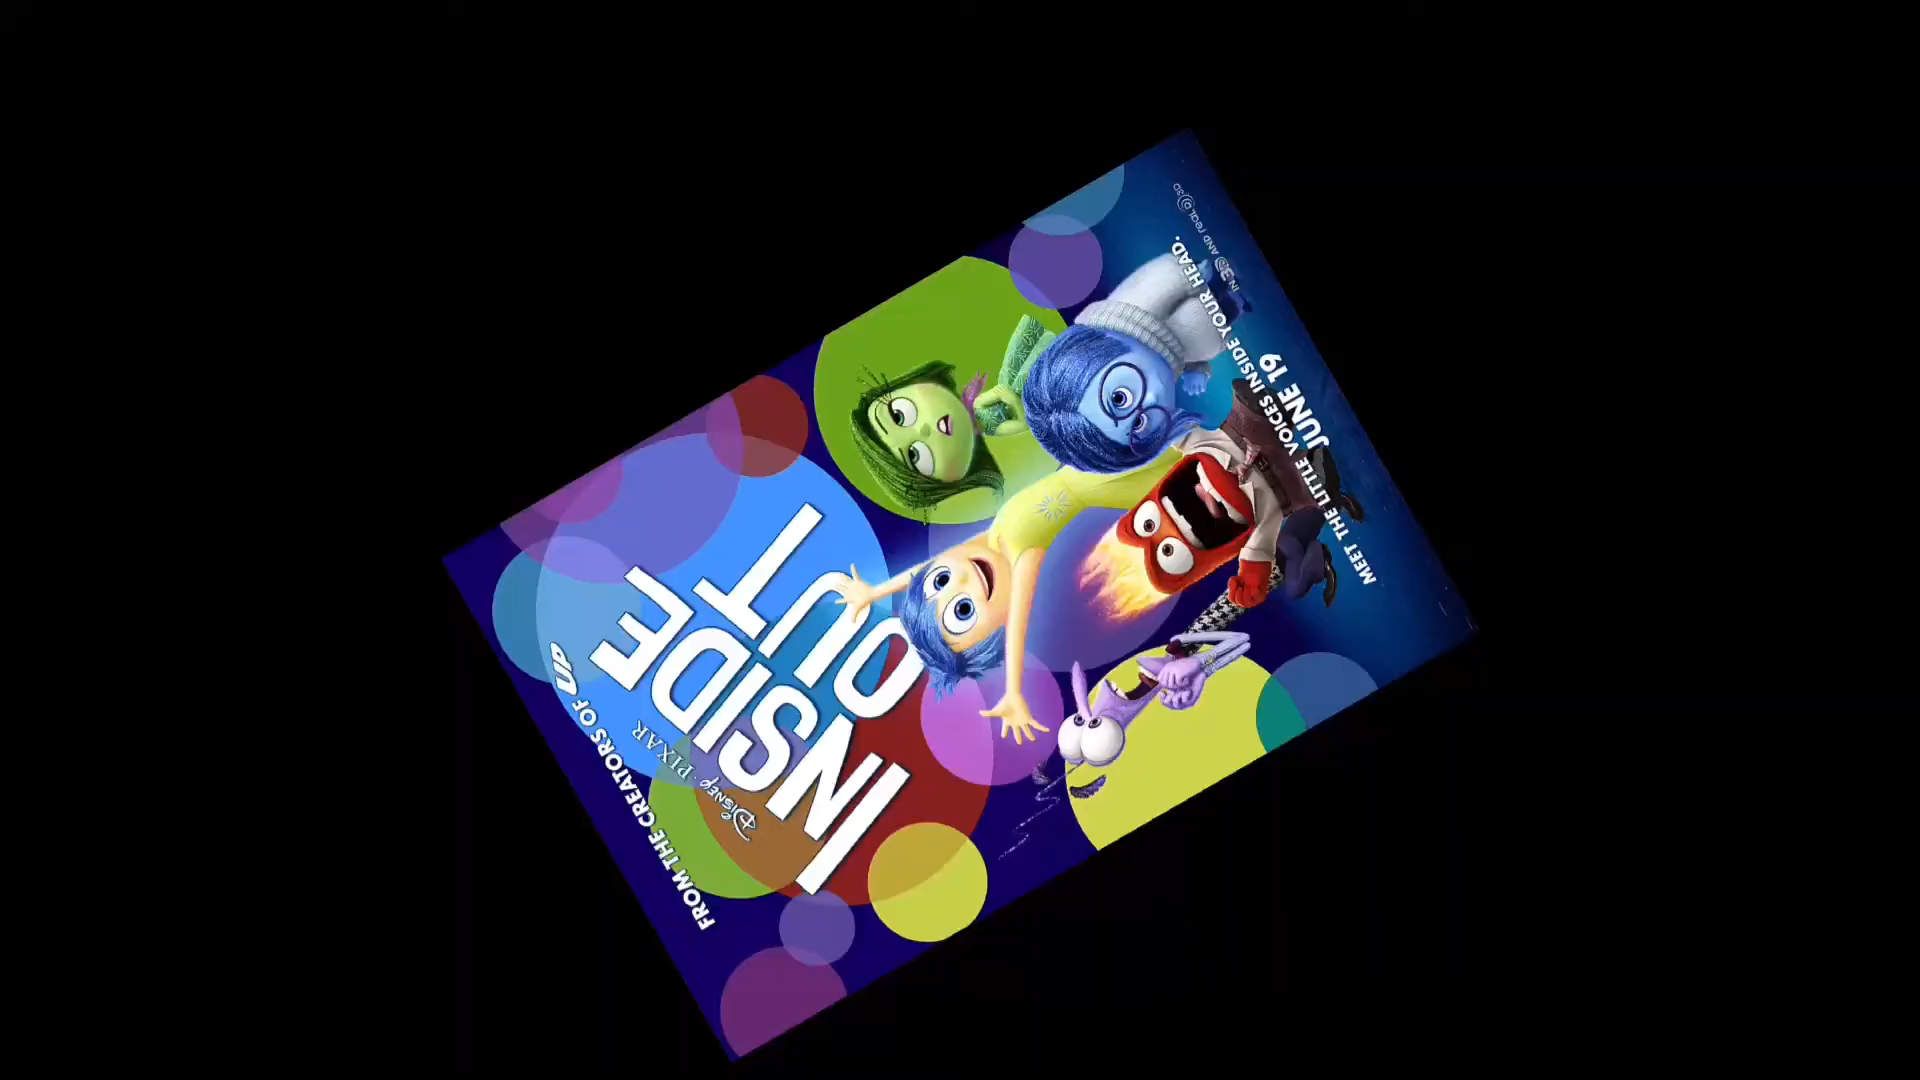 FROM THE CREATORS OF UP
DISNEY · PIXAR
INSIDE
OUT
MEET THE LITTLE VOICES INSIDE YOUR HEAD.
JUNE 19
IN 3D AND REAL D 3D